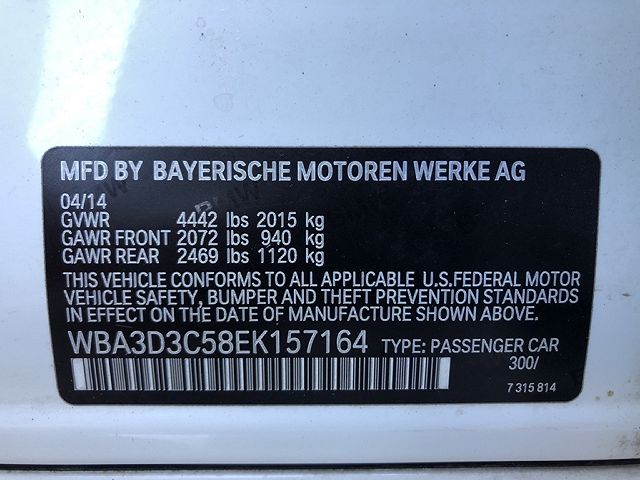 MFD BY BAYERISCHE MOTOREN WERKE AG
04/14
GVWR 4442 lbs 2015 kg
GAWR FRONT 2072 lbs 940 kg
GAWR REAR 2469 lbs 1120 kg
THIS VEHICLE CONFORMS TO ALL APPLICABLE U.S.FEDERAL MOTOR
VEHICLE SAFETY, BUMPER AND THEFT PREVENTION STANDARDS
IN EFFECT ON THE DATE OF MANUFACTURE SHOWN ABOVE.
WBA3D3C58EK157164 TYPE: PASSENGER CAR
300/
7 315 814